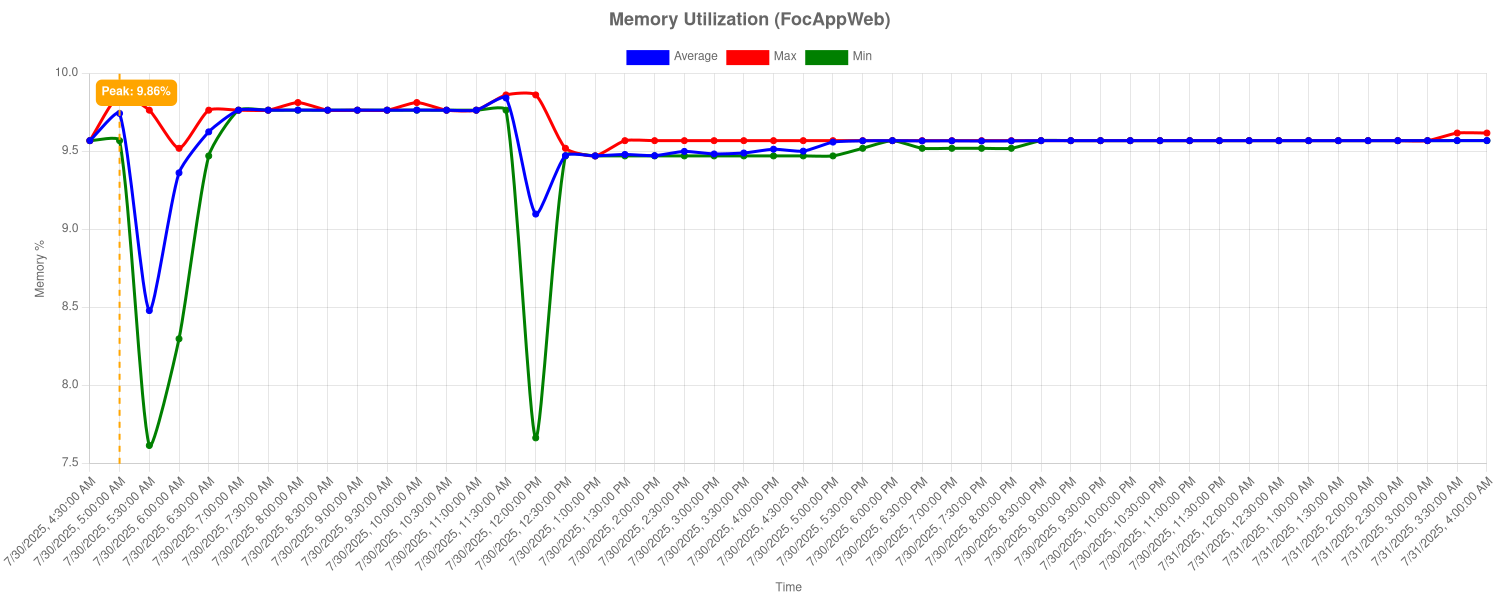 Memory Utilization (FocAppWeb)
Average Max Min
Peak: 9.86%
10.0
9.5
9.0
8.5
8.0
7.5
Memory %
7/30/2025, 4:30:00 AM
7/30/2025, 5:00:00 AM
7/30/2025, 5:30:00 AM
7/30/2025, 6:00:00 AM
7/30/2025, 6:30:00 AM
7/30/2025, 7:00:00 AM
7/30/2025, 7:30:00 AM
7/30/2025, 8:00:00 AM
7/30/2025, 8:30:00 AM
7/30/2025, 9:00:00 AM
7/30/2025, 9:30:00 AM
7/30/2025, 10:00:00 AM
7/30/2025, 10:30:00 AM
7/30/2025, 11:00:00 AM
7/30/2025, 11:30:00 AM
7/30/2025, 12:00:00 PM
7/30/2025, 12:30:00 PM
7/30/2025, 1:00:00 PM
7/30/2025, 1:30:00 PM
7/30/2025, 2:00:00 PM
7/30/2025, 2:30:00 PM
7/30/2025, 3:00:00 PM
7/30/2025, 3:30:00 PM
7/30/2025, 4:00:00 PM
7/30/2025, 4:30:00 PM
7/30/2025, 5:00:00 PM
7/30/2025, 5:30:00 PM
7/30/2025, 6:00:00 PM
7/30/2025, 6:30:00 PM
7/30/2025, 7:00:00 PM
7/30/2025, 7:30:00 PM
7/30/2025, 8:00:00 PM
7/30/2025, 8:30:00 PM
7/30/2025, 9:00:00 PM
7/30/2025, 9:30:00 PM
7/30/2025, 10:00:00 PM
7/30/2025, 10:30:00 PM
7/30/2025, 11:00:00 PM
7/30/2025, 11:30:00 PM
7/31/2025, 12:00:00 AM
7/31/2025, 12:30:00 AM
7/31/2025, 1:00:00 AM
7/31/2025, 1:30:00 AM
7/31/2025, 2:00:00 AM
7/31/2025, 2:30:00 AM
7/31/2025, 3:00:00 AM
7/31/2025, 3:30:00 AM
7/31/2025, 4:00:00 AM
Time